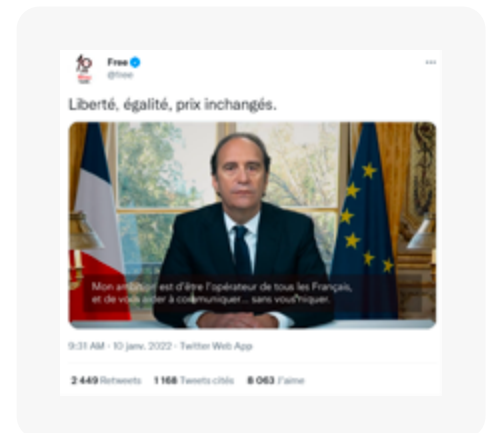 Free
@free
Liberté, égalité, prix inchangés.
Mon ambition est d'être l'opérateur de tous les Français,
et de vous aider à communiquer... sans vous niquer.
9:31 AM · 10 janv. 2022 · Twitter Web App
2 449 Retweets 1 168 Tweets cités 8 063 J'aime